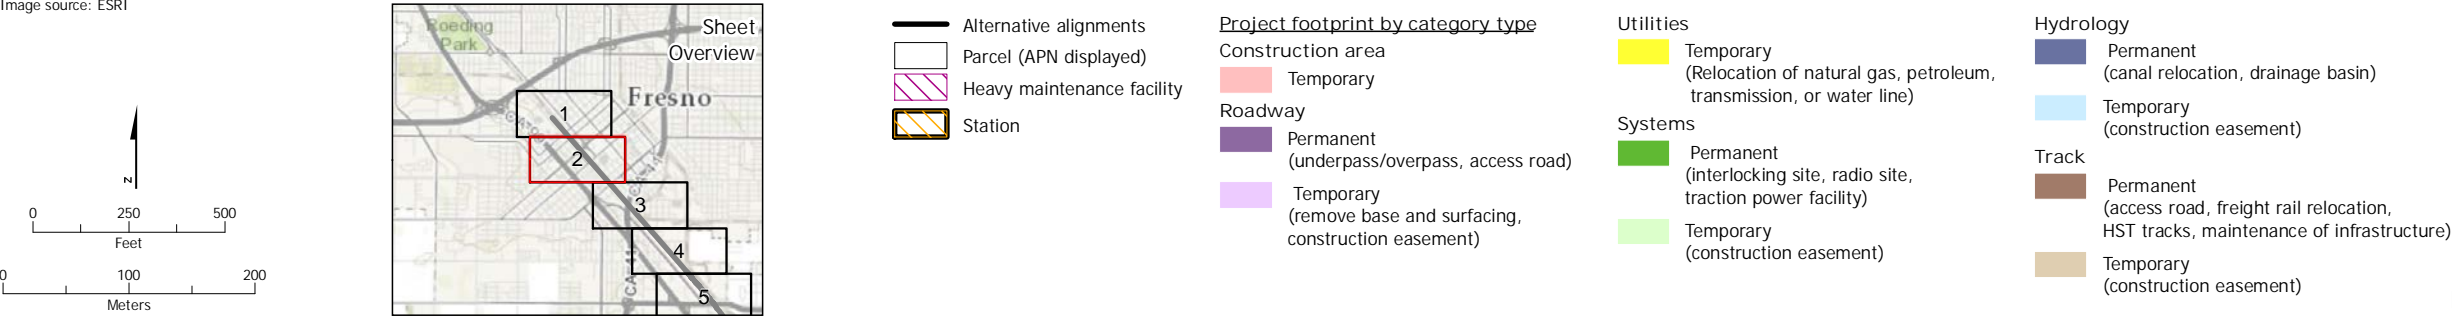 Image source: ESRI
N
0 250 500
Feet
0 100 200
Meters
Sheet
Overview
Roeding
Park
Fresno
1
2
3
4
5
Alternative alignments
Parcel (APN displayed)
Heavy maintenance facility
Station
Project footprint by category type
Construction area
Temporary
Roadway
Permanent
(underpass/overpass, access road)
Temporary
(remove base and surfacing,
construction easement)
Utilities
Temporary
(Relocation of natural gas, petroleum,
transmission, or water line)
Systems
Permanent
(interlocking site, radio site,
traction power facility)
Temporary
(construction easement)
Hydrology
Permanent
(canal relocation, drainage basin)
Temporary
(construction easement)
Track
Permanent
(access road, freight rail relocation,
HST tracks, maintenance of infrastructure)
Temporary
(construction easement)